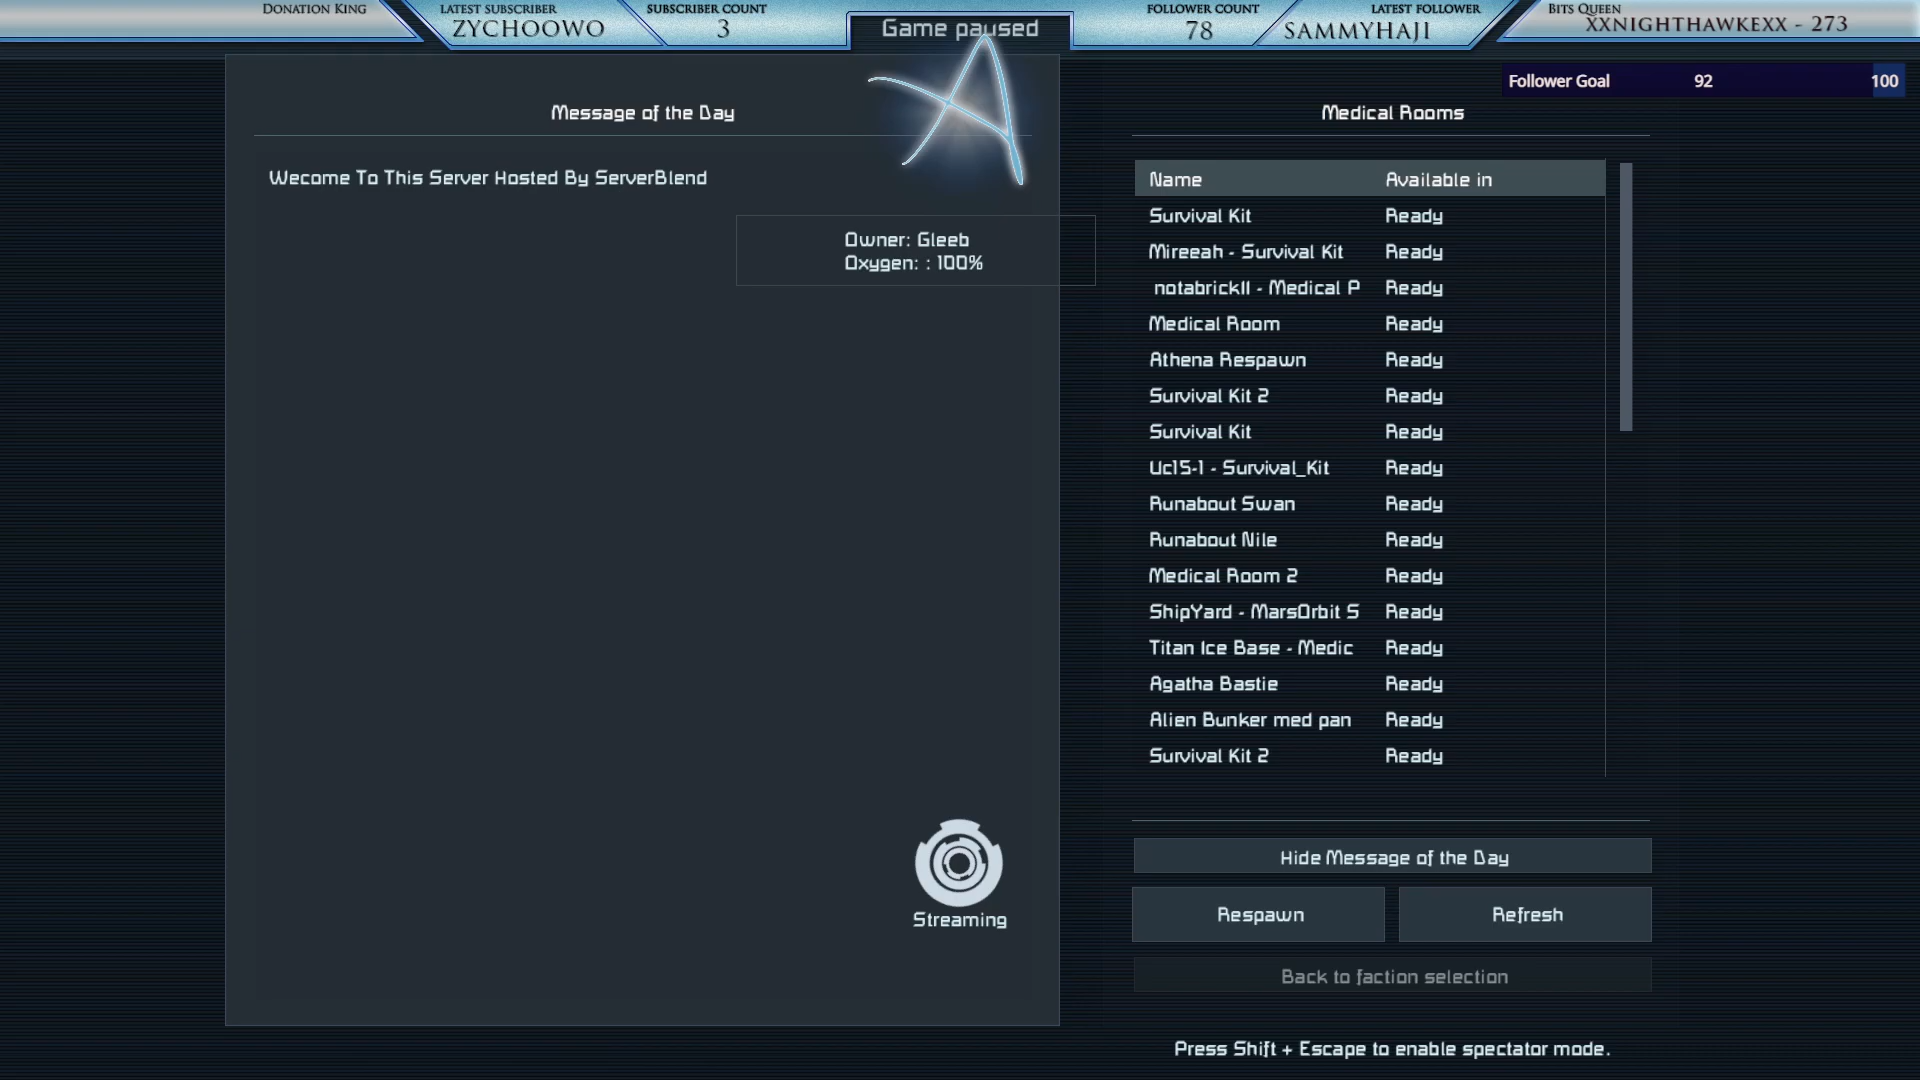 Donation King
Latest Subscriber
Zychoowo
Subscriber Count
3
Game paused
Follower Count
78
Latest Follower
Sammyhaji
Bits Queen
xxNightHawkexx - 273
Follower Goal 92 100
Message of the Day
Wecome To This Server Hosted By ServerBlend
Owner: Gleeb
Oxygen: : 100%
Streaming
Medical Rooms
Name Available in
Survival Kit Ready
Mireeah - Survival Kit Ready
notabrick11 - Medical P Ready
Medical Room Ready
Athena Respawn Ready
Survival Kit 2 Ready
Survival Kit Ready
Uc15-1 - Survival_Kit Ready
Runabout Swan Ready
Runabout Nile Ready
Medical Room 2 Ready
ShipYard - MarsOrbit S Ready
Titan Ice Base - Medic Ready
Agatha Bastie Ready
Alien Bunker med pan Ready
Survival Kit 2 Ready
Hide Message of the Day
Respawn Refresh
Back to faction selection
Press Shift + Escape to enable spectator mode.